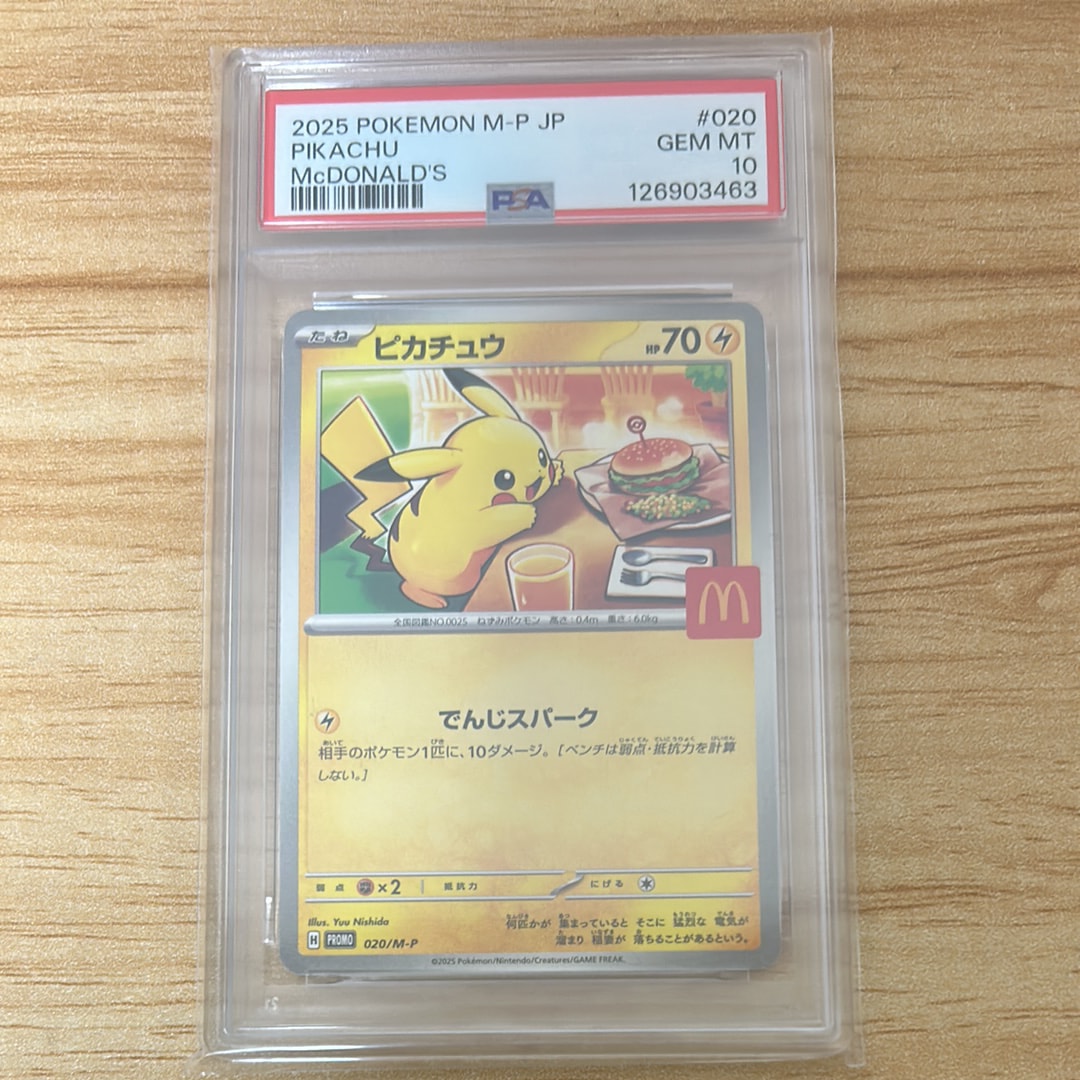 2025 POKEMON M-P JP #020
PIKACHU GEM MT
McDONALD'S 10
PSA 126903463
たね ピカチュウ HP70
全国図鑑NO.0025 ねずみポケモン 高さ:0.4m 重さ:6.0kg
でんじスパーク
相手のポケモン1匹に、10ダメージ。[ベンチは弱点・抵抗力を計算
しない。]
弱点 ×2 抵抗力 にげる
Illus. Yuu Nishida
何匹かが 集まっていると そこに 猛烈な 電気が
溜まり 稲妻が 落ちることがあるという。
H PROMO 020/M-P
©2025 Pokémon/Nintendo/Creatures/GAME FREAK.